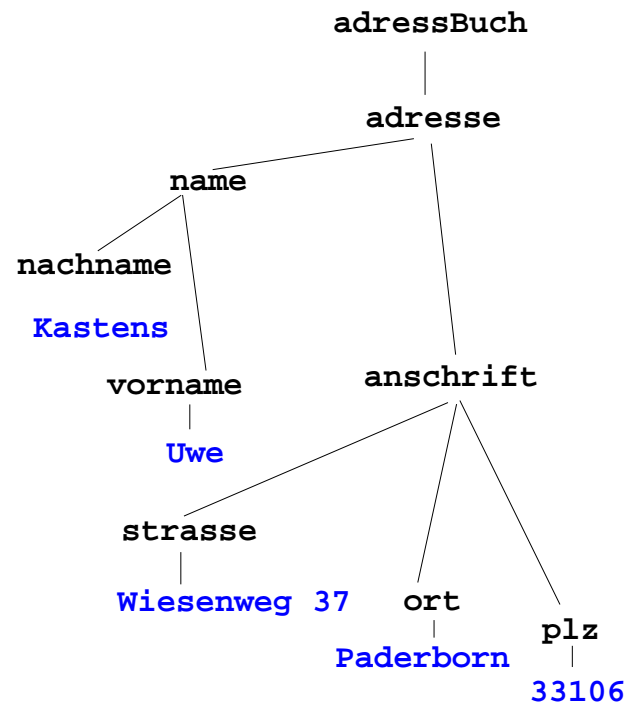 adressBuch
adresse
name
nachname
Kastens
vorname
anschrift
Uwe
strasse
Wiesenweg 37
ort
plz
Paderborn
33106